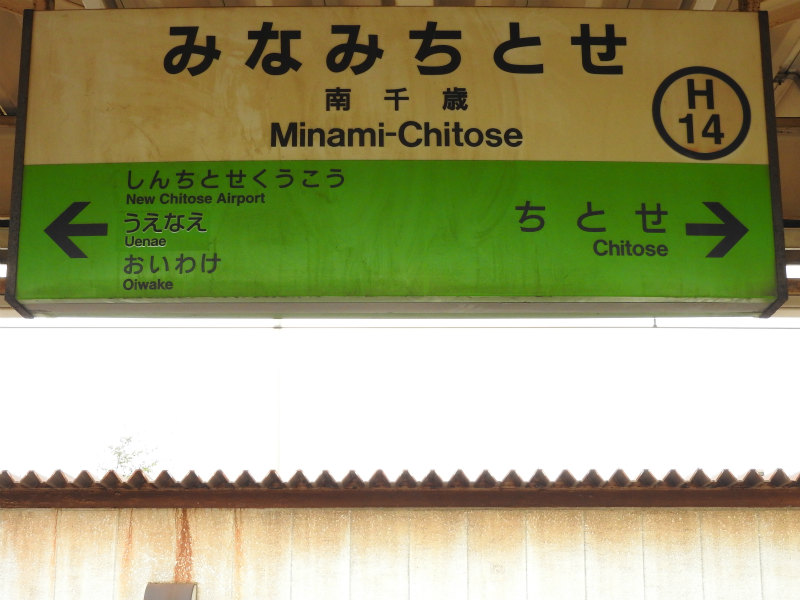 みなみちとせ
南千歳
Minami-Chitose
H
14
しんちとせくうこう
New Chitose Airport
うえなえ
Uenae
おいわけ
Oiwake
ちとせ
Chitose